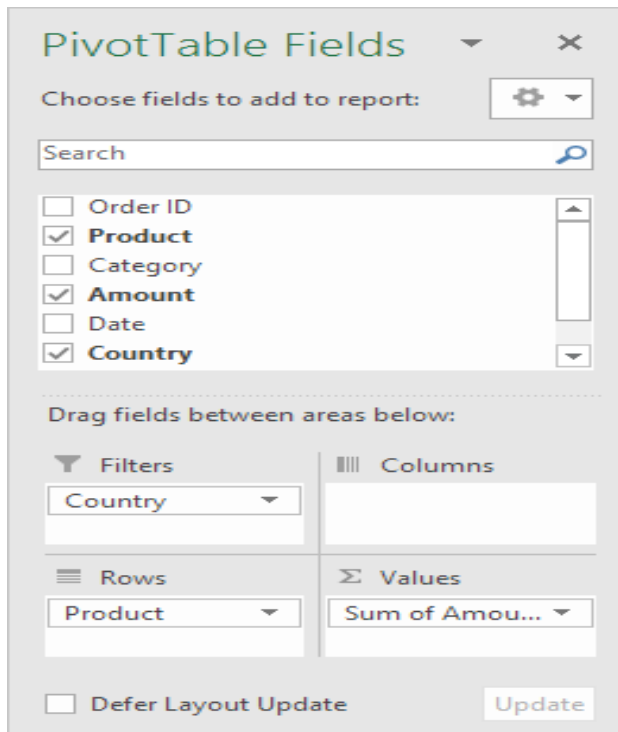 PivotTable Fields
Choose fields to add to report:
Search
Order ID
Product
Category
Amount
Date
Country
Drag fields between areas below:
Filters
Columns
Country
Rows
Σ Values
Product
Sum of Amou...
Defer Layout Update
Update